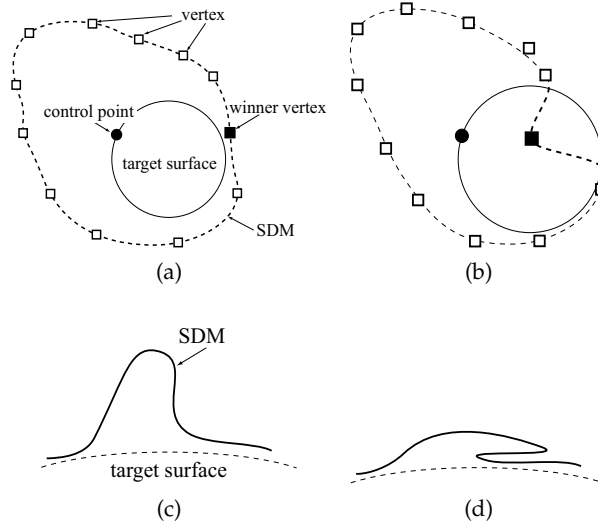 vertex
control point
winner vertex
target surface
SDM
(a)
(b)
SDM
target surface
(c)
(d)